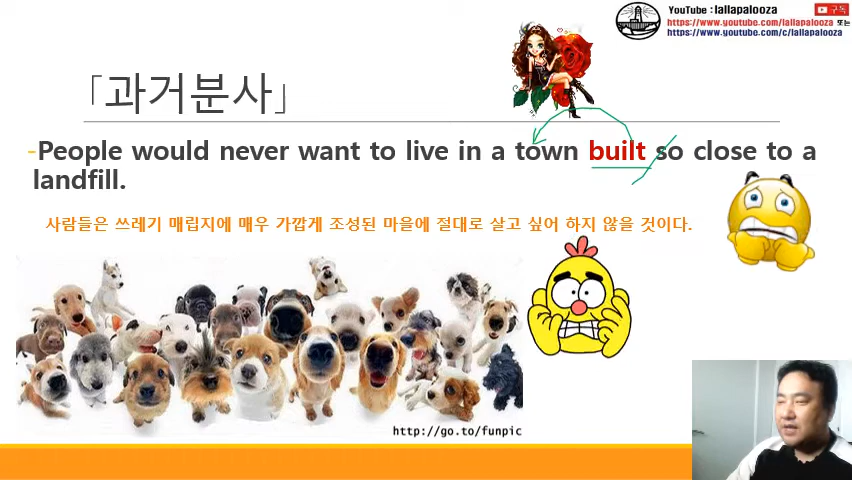 YouTube : lallapalooza
구독
https://www.youtube.com/lallapalooza 또는
https://www.youtube.com/c/lallapalooza
「과거분사」
-People would never want to live in a town built so close to a
landfill.
사람들은 쓰레기 매립지에 매우 가깝게 조성된 마을에 절대로 살고 싶어 하지 않을 것이다.
http://go.to/funpic